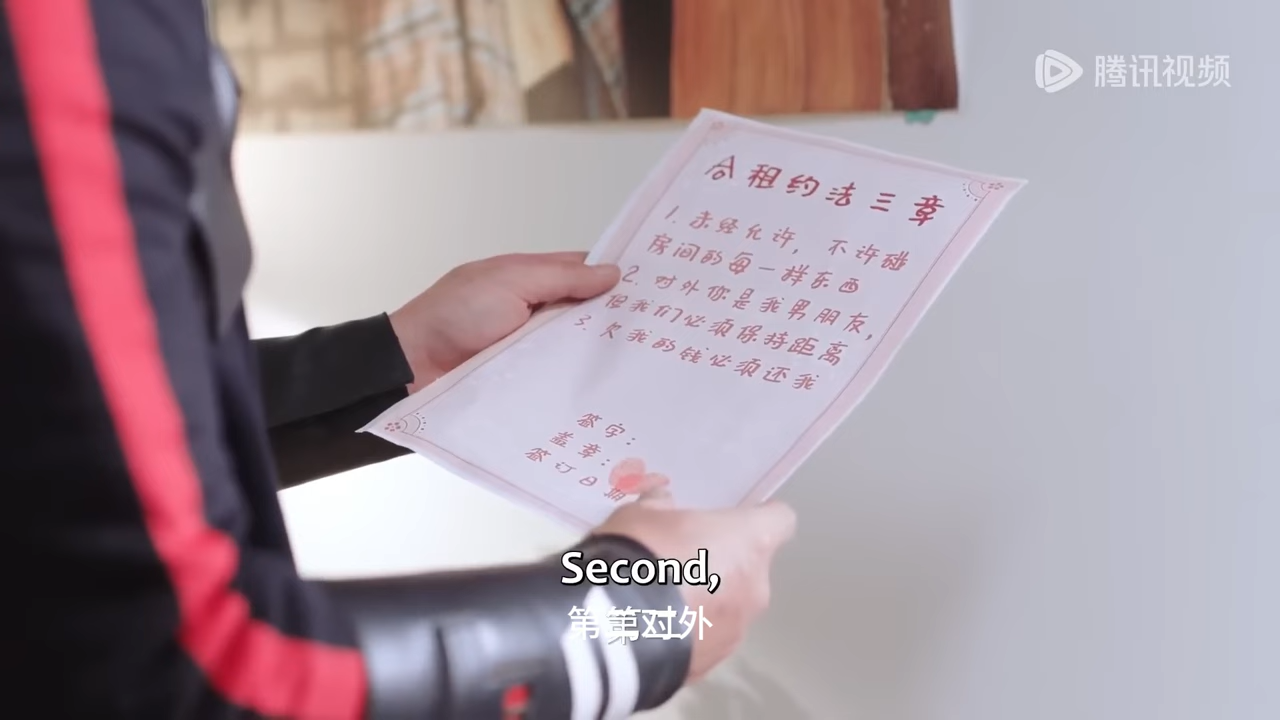 腾讯视频
合租约法三章
1. 未经允许，不许碰
房间的每一样东西
2. 对外你是我男朋友，
但我们必须保持距离
3. 欠我的钱必须还我
签字：
盖章：
签订日期
Second,
对外